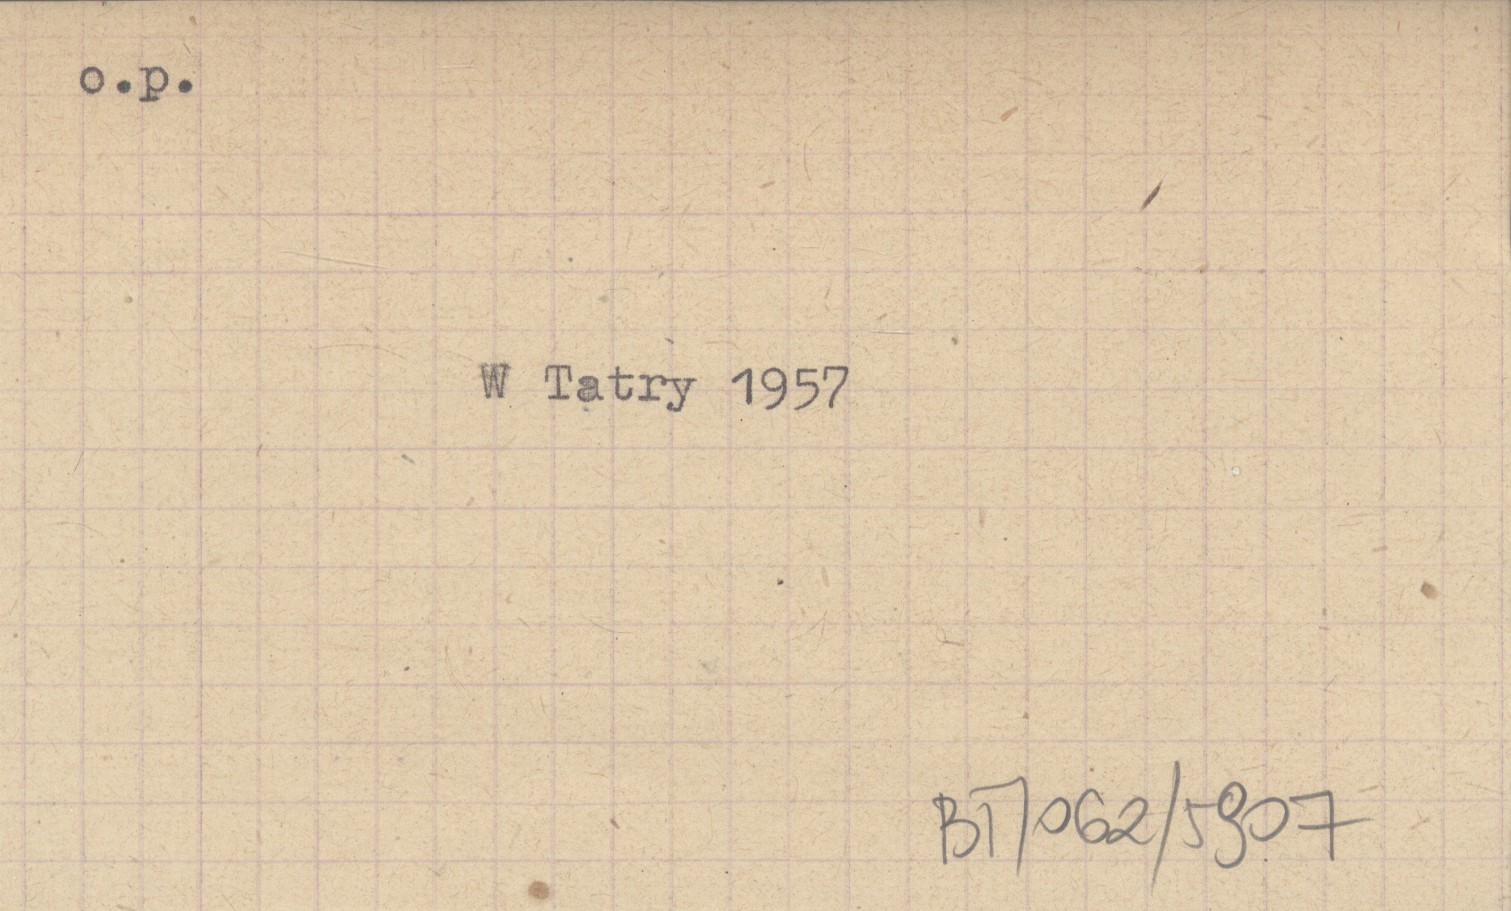 o.p.
W Tatry 1957
BT/062/5907